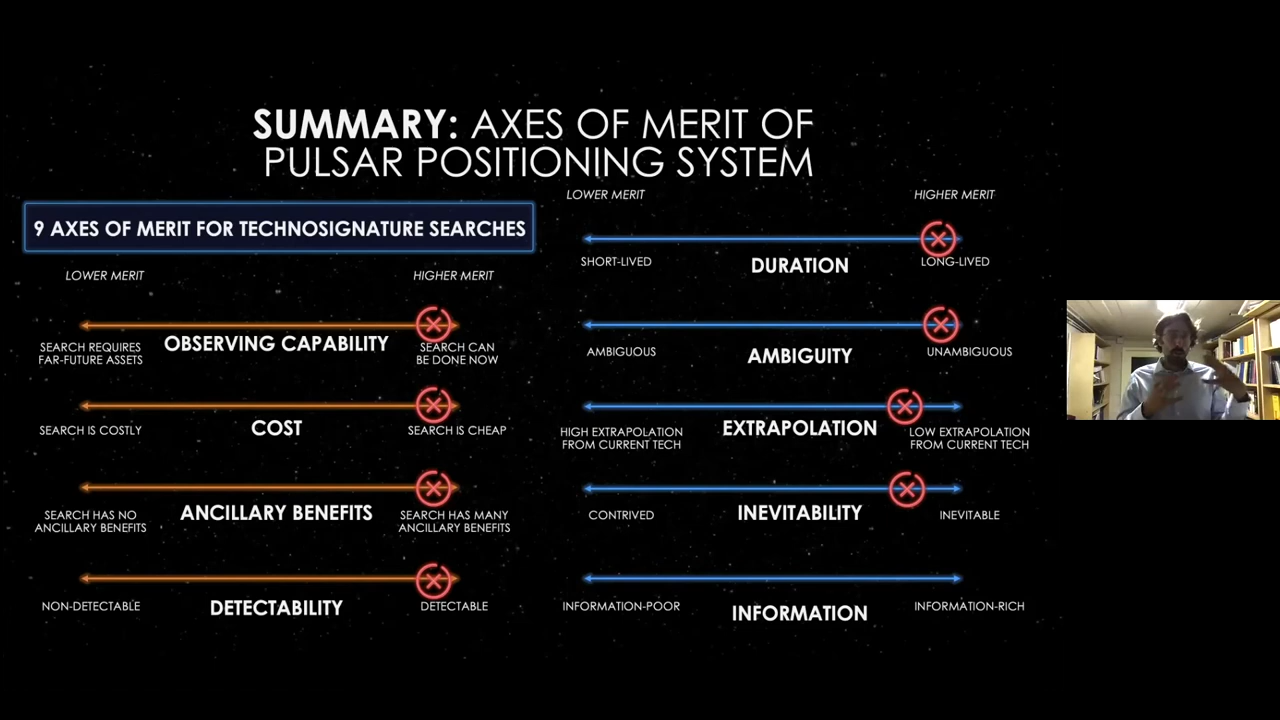 SUMMARY: AXES OF MERIT OF
PULSAR POSITIONING SYSTEM
9 AXES OF MERIT FOR TECHNOSIGNATURE SEARCHES
LOWER MERIT
HIGHER MERIT
SEARCH REQUIRES
FAR-FUTURE ASSETS
OBSERVING CAPABILITY
SEARCH CAN
BE DONE NOW
SEARCH IS COSTLY
COST
SEARCH IS CHEAP
SEARCH HAS NO
ANCILLARY BENEFITS
ANCILLARY BENEFITS
SEARCH HAS MANY
ANCILLARY BENEFITS
NON-DETECTABLE
DETECTABILITY
DETECTABLE
LOWER MERIT
HIGHER MERIT
SHORT-LIVED
DURATION
LONG-LIVED
AMBIGUOUS
AMBIGUITY
UNAMBIGUOUS
HIGH EXTRAPOLATION
FROM CURRENT TECH
EXTRAPOLATION
LOW EXTRAPOLATION
FROM CURRENT TECH
CONTRIVED
INEVITABILITY
INEVITABLE
INFORMATION-POOR
INFORMATION
INFORMATION-RICH